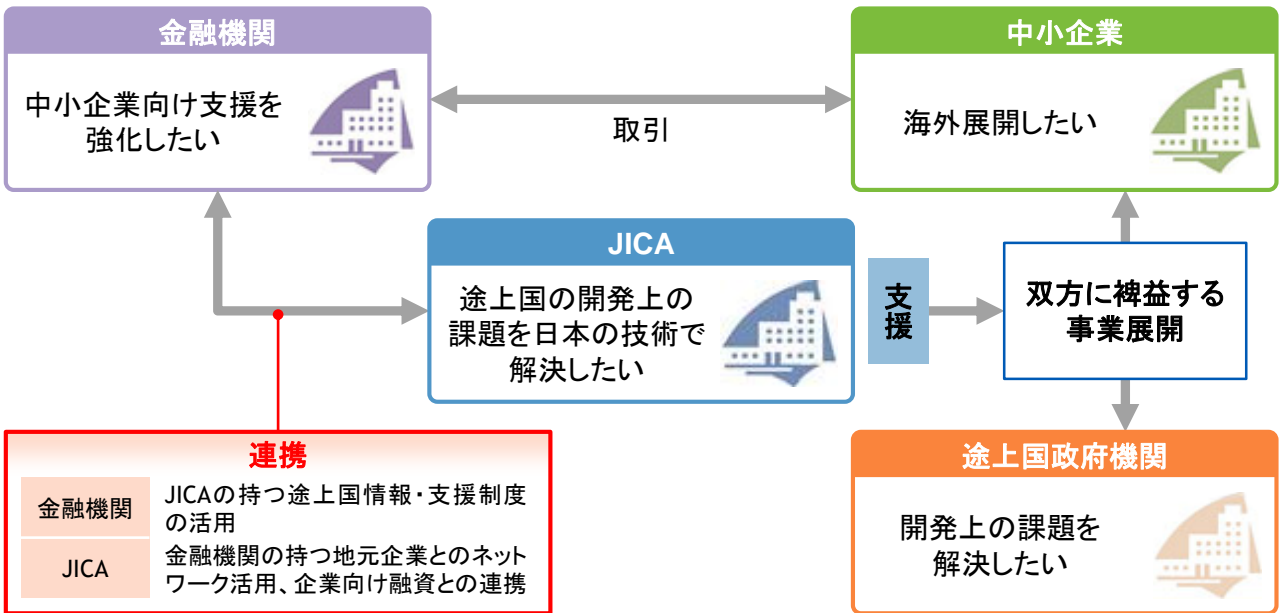 金融機関
中小企業向け支援を
強化したい
取引
中小企業
海外展開したい
JICA
途上国の開発上の
課題を日本の技術で
解決したい
支援
双方に裨益する
事業展開
連携
金融機関
JICAの持つ途上国情報・支援制度
の活用
JICA
金融機関の持つ地元企業とのネット
ワーク活用、企業向け融資との連携
途上国政府機関
開発上の課題を
解決したい